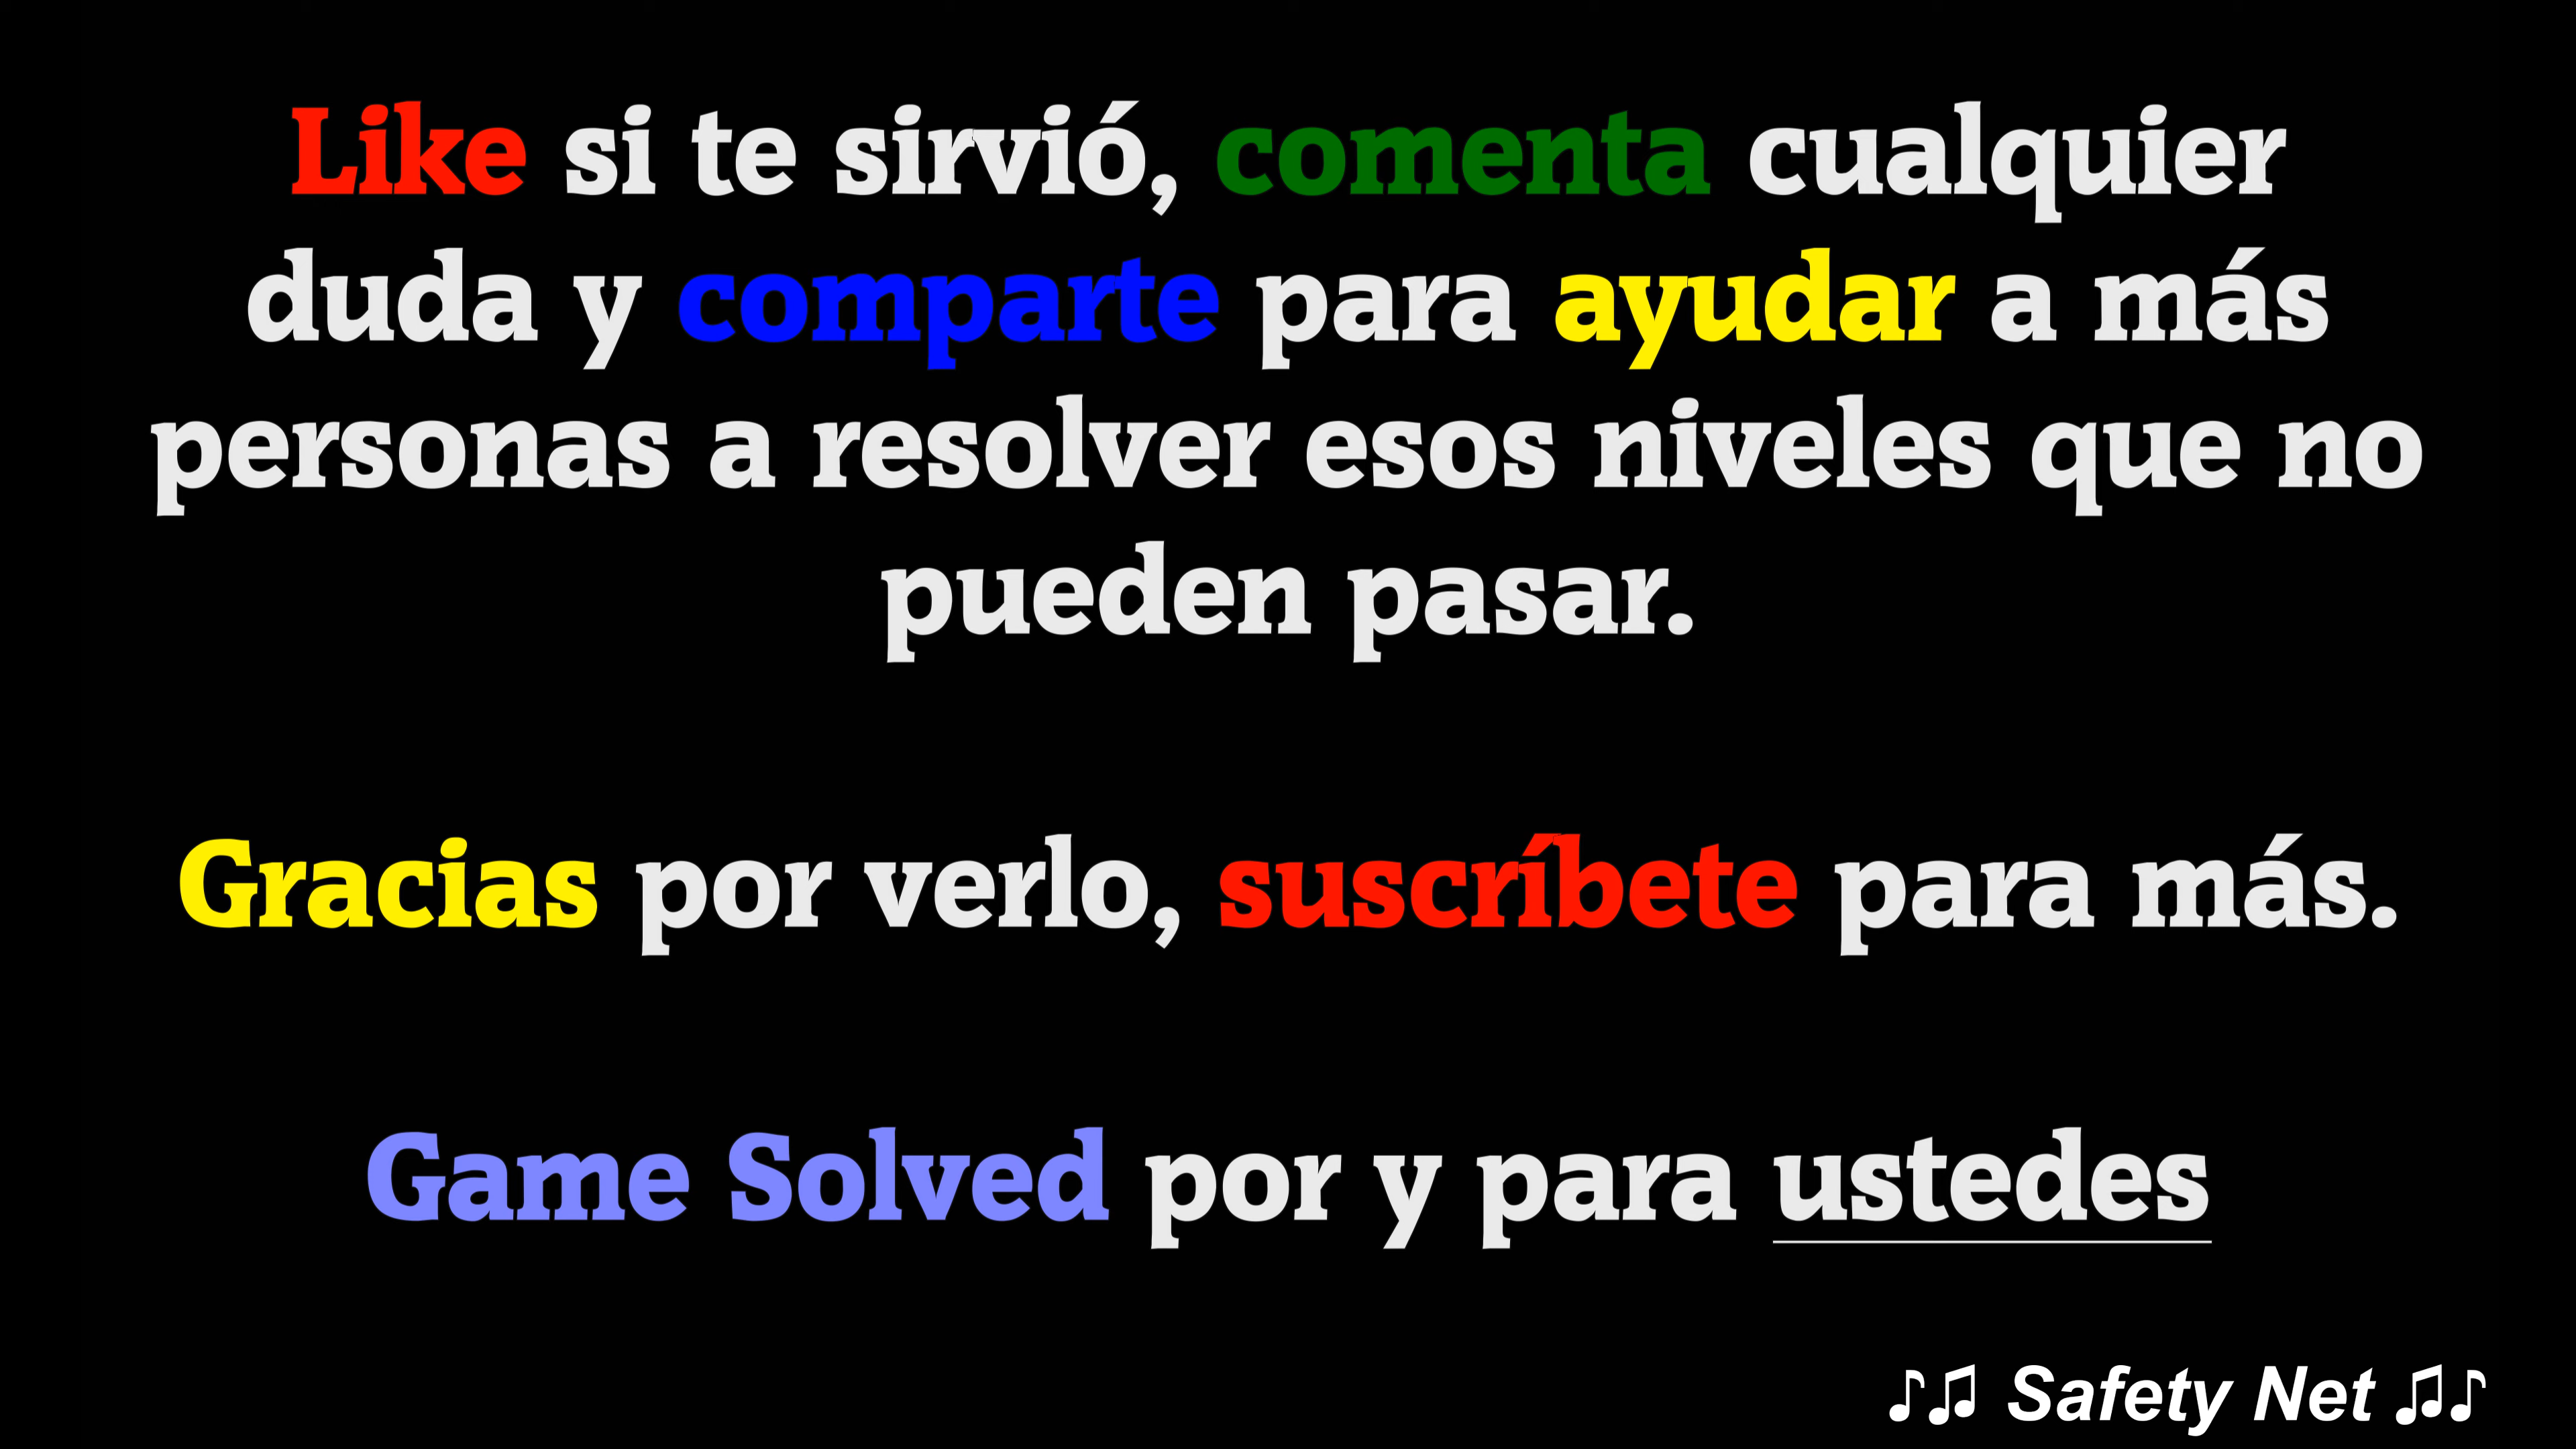 Like si te sirvió, comenta cualquier
duda y comparte para ayudar a más
personas a resolver esos niveles que no
pueden pasar.
Gracias por verlo, suscríbete para más.
Game Solved por y para ustedes
♪♫ Safety Net ♫♪